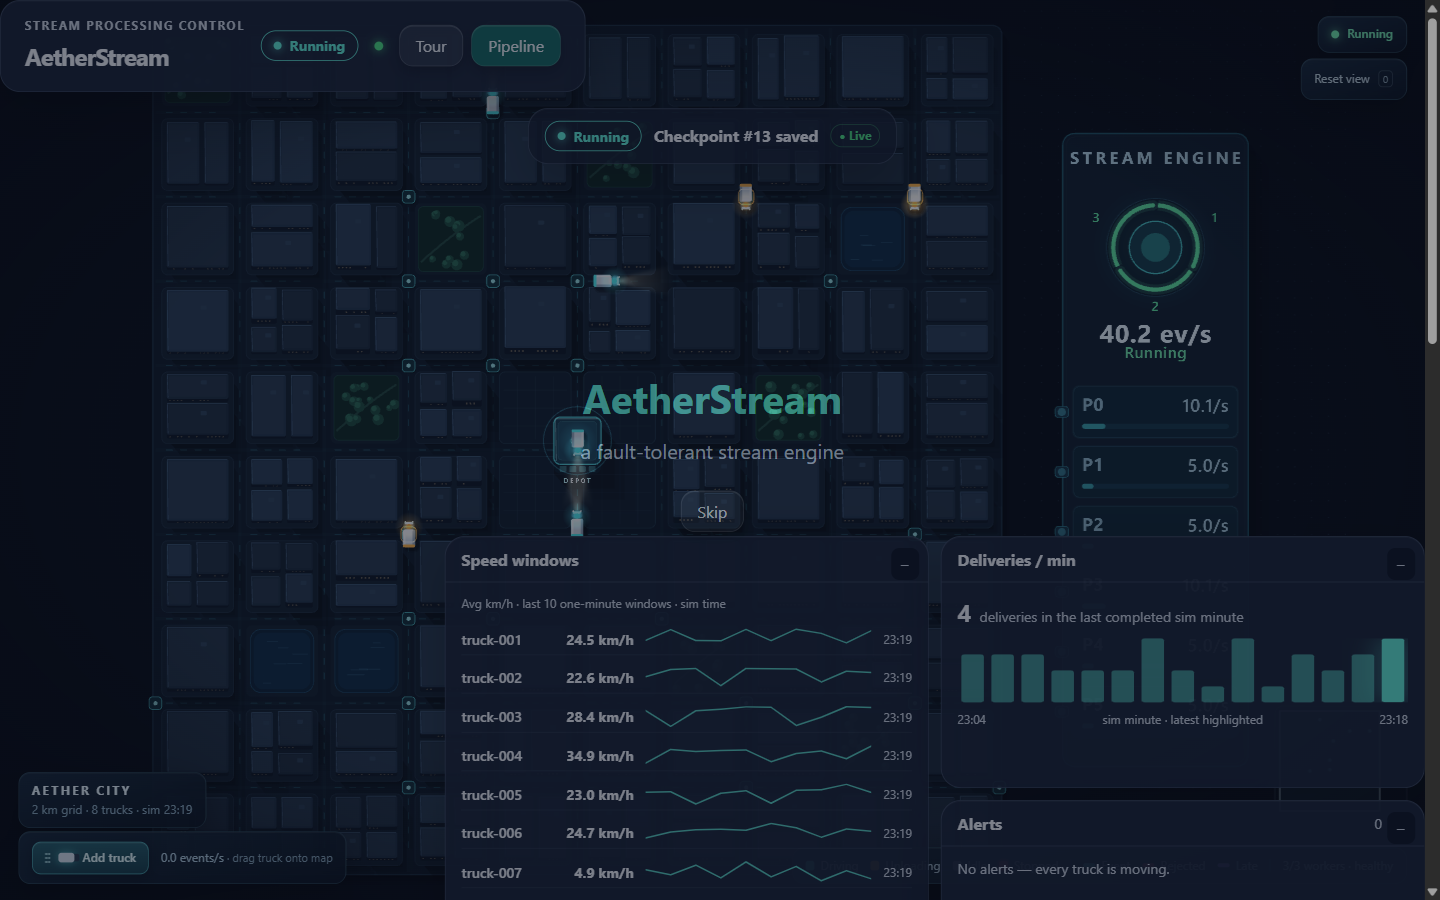 STREAM PROCESSING CONTROL
AetherStream
Running
Tour
Pipeline
Running
Reset view 0
Running Checkpoint #13 saved • Live
STREAM ENGINE
3
1
2
40.2 ev/s
Running
P0 10.1/s
P1 5.0/s
P2 5.0/s
AetherStream
a fault-tolerant stream engine
DEPOT
Skip
Speed windows –
Avg km/h · last 10 one-minute windows · sim time
truck-001 24.5 km/h 23:19
truck-002 22.6 km/h 23:19
truck-003 28.4 km/h 23:19
truck-004 34.9 km/h 23:19
truck-005 23.0 km/h 23:19
truck-006 24.7 km/h 23:19
truck-007 4.9 km/h 23:19
Deliveries / min –
4 deliveries in the last completed sim minute
23:04 sim minute · latest highlighted 23:18
Alerts 0 –
No alerts — every truck is moving.
AETHER CITY
2 km grid · 8 trucks · sim 23:19
Add truck 0.0 events/s · drag truck onto map